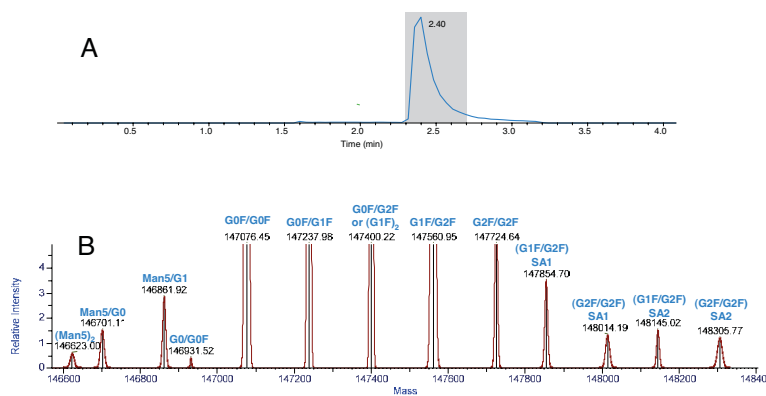 A
2.40
0.5 1.0 1.5 2.0 2.5 3.0 3.5 4.0
Time (min)
B
Relative Intensity
4
3
2
1
0
(Man5)2
146623.00
Man5/G0
146701.1
Man5/G1
146861.92
G0/G0F
146931.52
G0F/G0F
147076.45
G0F/G1F
147237.98
G0F/G2F
or (G1F)2
147400.22
G1F/G2F
147560.95
G2F/G2F
147724.64
(G1F/G2F)
SA1
147854.70
(G2F/G2F)
SA1
148014.19
(G1F/G2F)
SA2
148145.02
(G2F/G2F)
SA2
148305.77
146600 146800 147000 147200 147400 147600 147800 148000 148200 14840
Mass